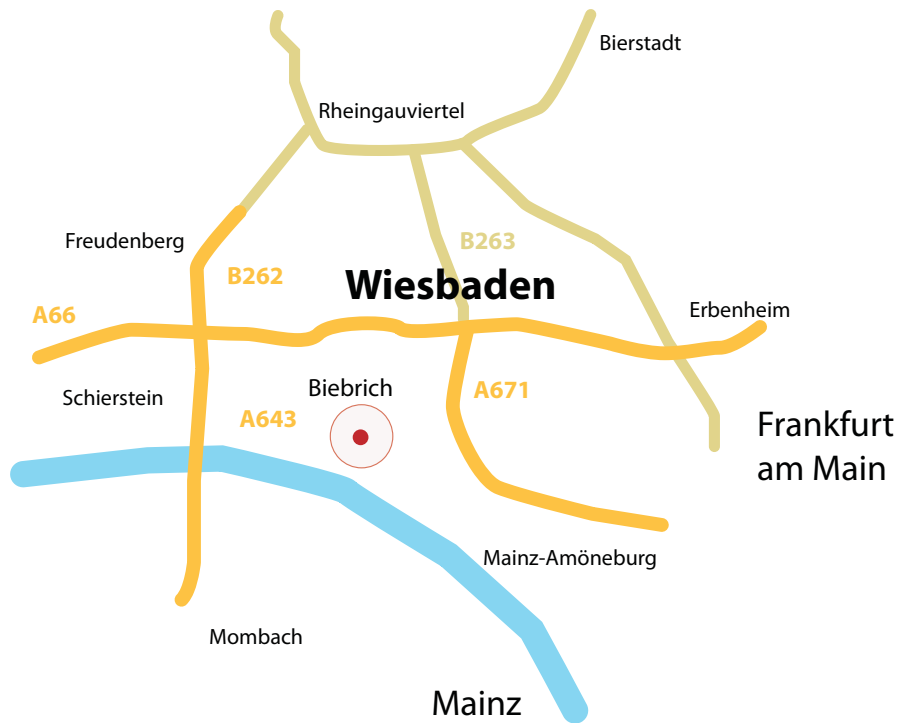 Bierstadt
Rheingauviertel
Freudenberg
B263
B262
Wiesbaden
A66
Erbenheim
Biebrich
A671
Schierstein
A643
Frankfurt
am Main
Mainz-Amöneburg
Mombach
Mainz